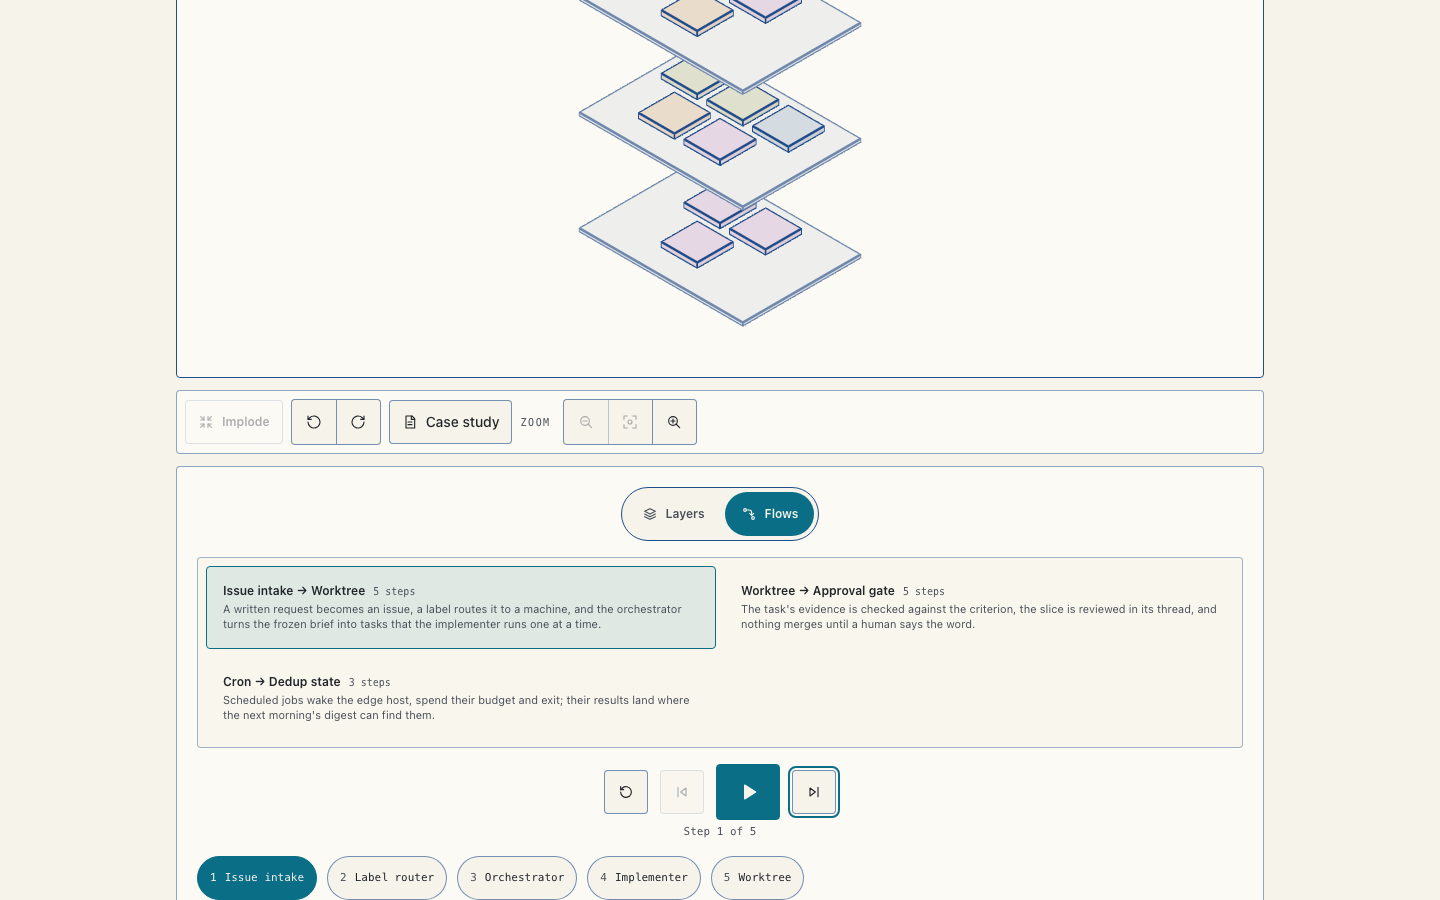 Implode
Case study
ZOOM
Layers
Flows
Issue intake → Worktree 5 steps
A written request becomes an issue, a label routes it to a machine, and the orchestrator
turns the frozen brief into tasks that the implementer runs one at a time.
Worktree → Approval gate 5 steps
The task's evidence is checked against the criterion, the slice is reviewed in its thread, and
nothing merges until a human says the word.
Cron → Dedup state 3 steps
Scheduled jobs wake the edge host, spend their budget and exit; their results land where
the next morning's digest can find them.
Step 1 of 5
1 Issue intake
2 Label router
3 Orchestrator
4 Implementer
5 Worktree